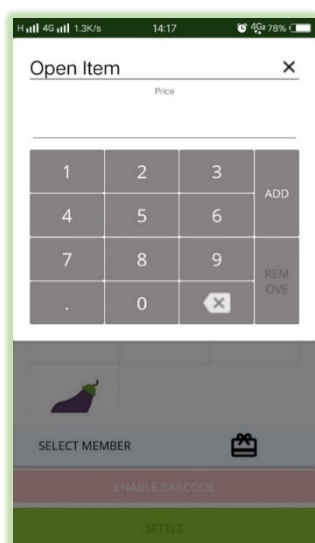 H 4G 1.3K/s 14:17 4G 78%
Open Item
Price
1 2 3
ADD
4 5 6
7 8 9
REM
OVE
. 0
SELECT MEMBER
ENABLE BARCODE
SETTLE